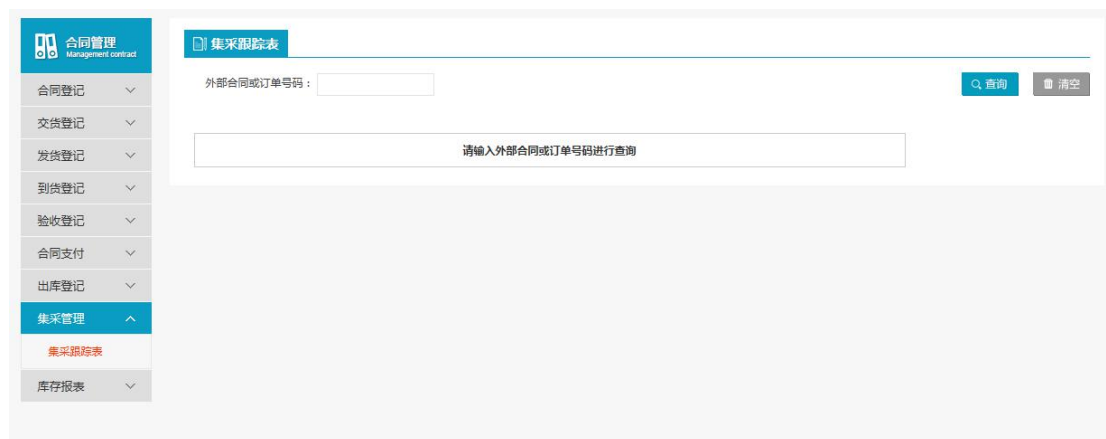 合同管理
Management contract
合同登记
交货登记
发货登记
到货登记
验收登记
合同支付
出库登记
集采管理
集采跟踪表
库存报表
集采跟踪表
外部合同或订单号码：
查询
清空
请输入外部合同或订单号码进行查询